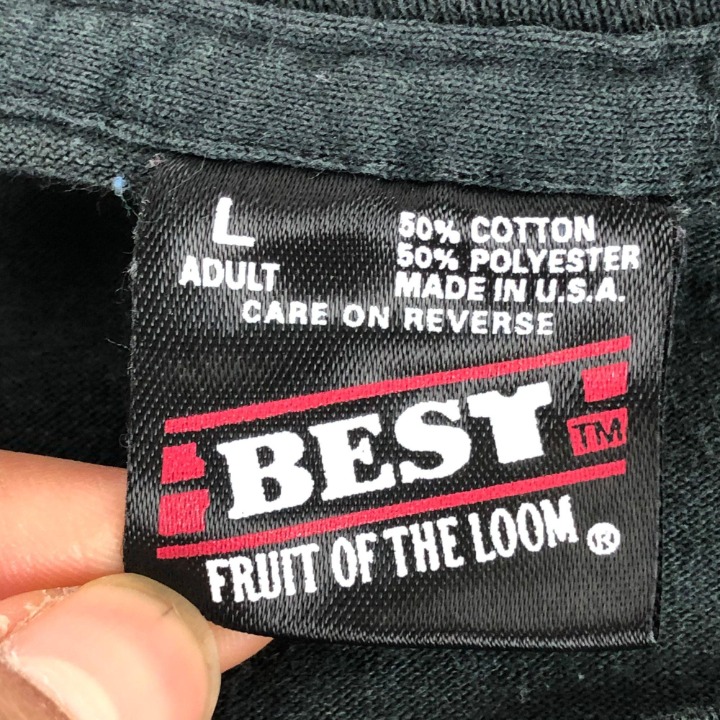 L
ADULT
50% COTTON
50% POLYESTER
MADE IN U.S.A.
CARE ON REVERSE
BEST TM
FRUIT OF THE LOOM ®